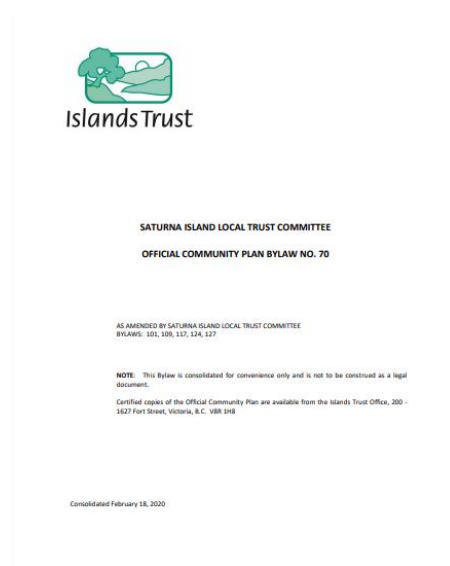 Islands Trust
SATURNA ISLAND LOCAL TRUST COMMITTEE
OFFICIAL COMMUNITY PLAN BYLAW NO. 70
AS AMENDED BY SATURNA ISLAND LOCAL TRUST COMMITTEE
BYLAWS: 101, 109, 117, 124, 127
NOTE: This Bylaw is consolidated for convenience only and is not to be construed as a legal
document.
Certified copies of the Official Community Plan are available from the Islands Trust Office, 200 -
1627 Fort Street, Victoria, B.C. V8R 1H8
Consolidated February 18, 2020